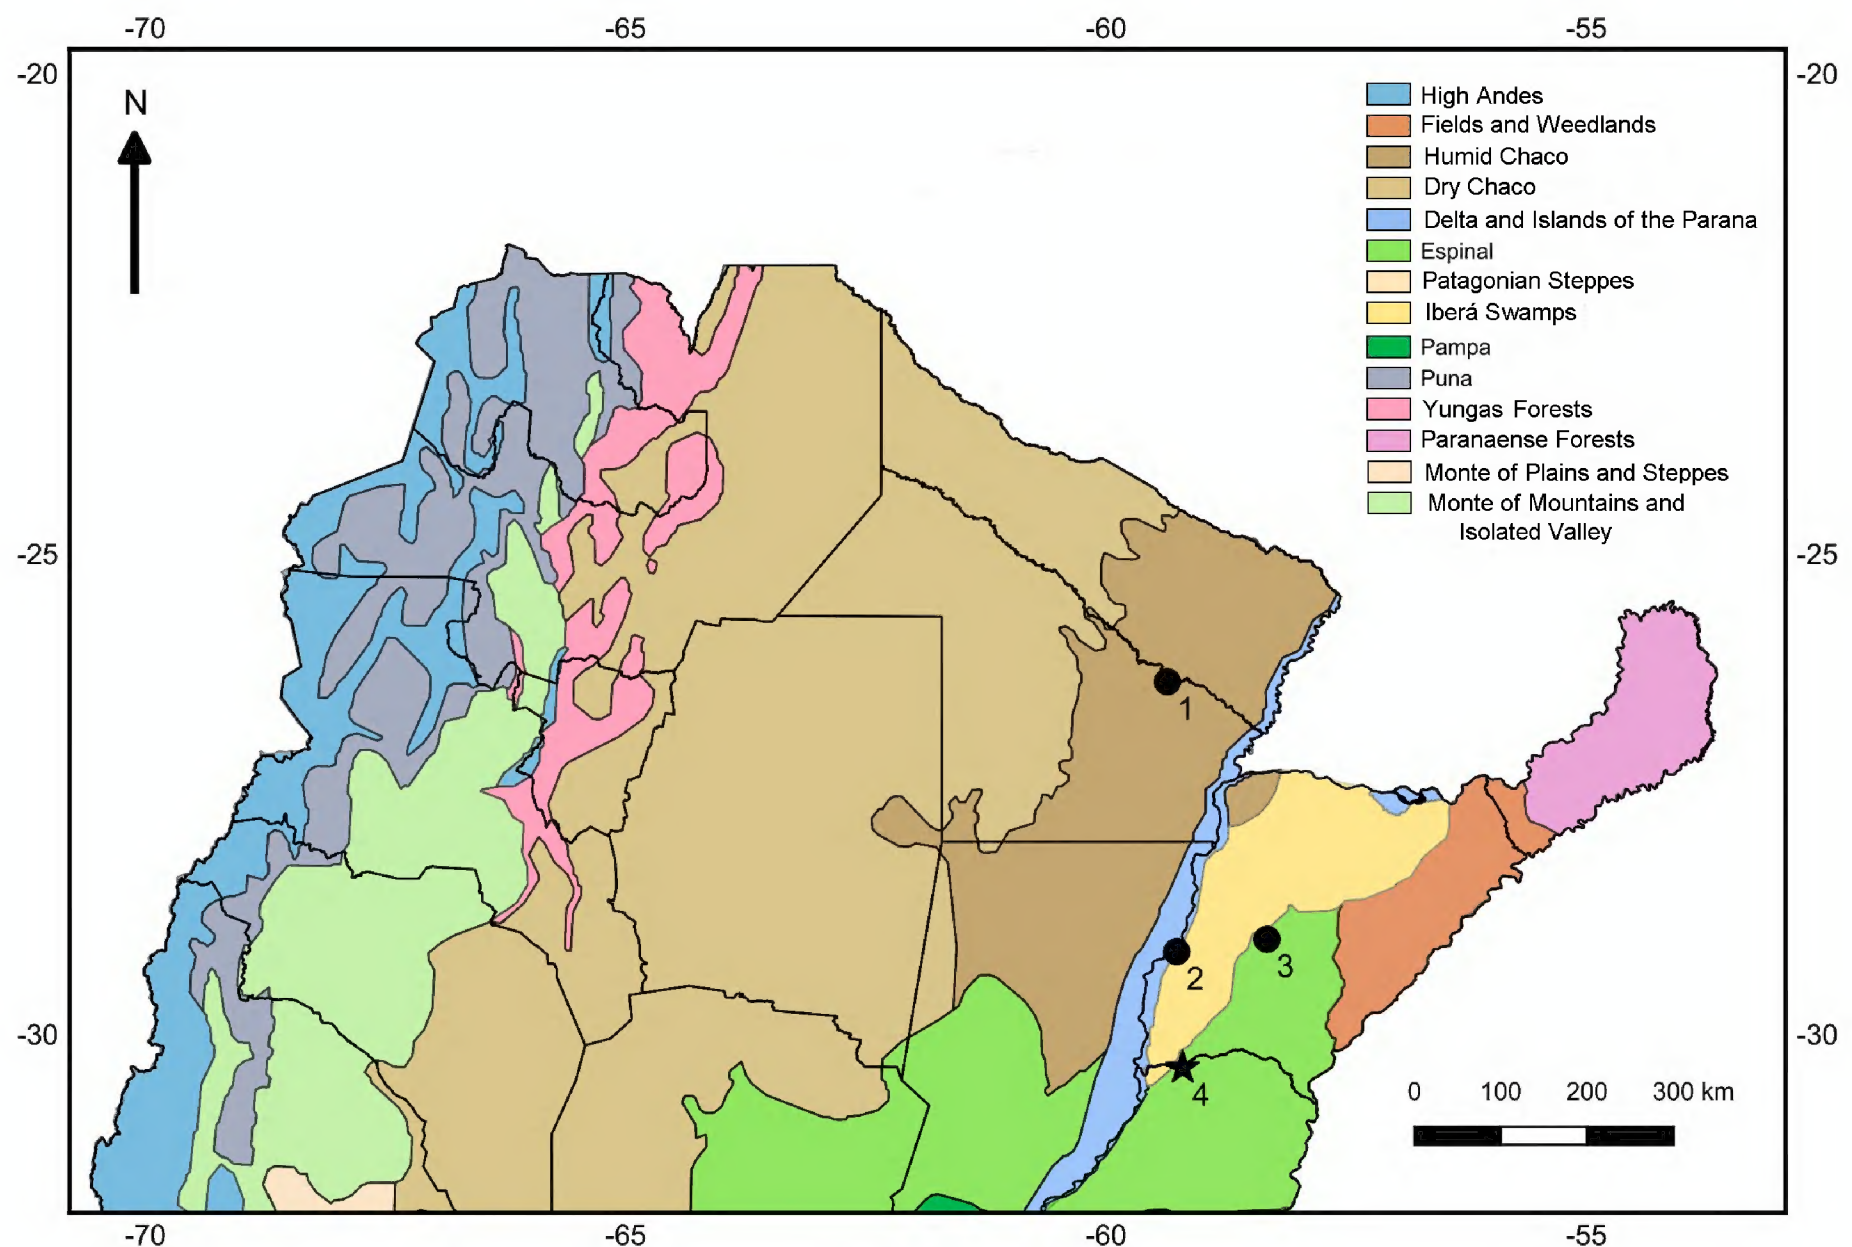 -70 -65 -60 -55
-20 -20
N
High Andes
Fields and Weedlands
Humid Chaco
Dry Chaco
Delta and Islands of the Parana
Espinal
Patagonian Steppes
Iberá Swamps
Pampa
Puna
Yungas Forests
Paranaense Forests
Monte of Plains and Steppes
Monte of Mountains and
Isolated Valley
-25 -25
1
2
3
-30 -30
4
0 100 200 300 km
-70 -65 -60 -55